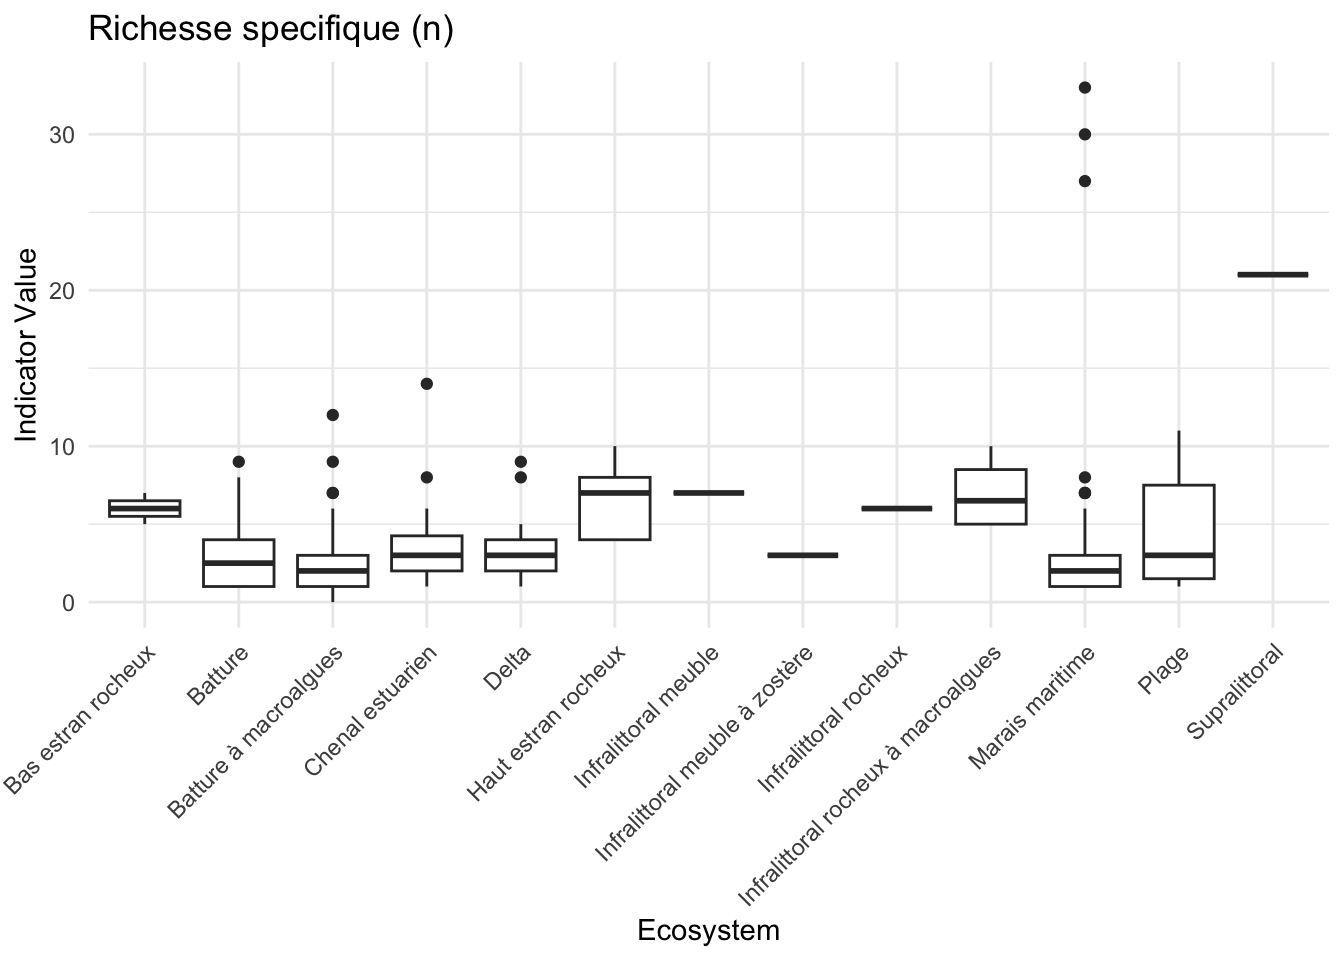 Richesse specifique (n)
Indicator Value
30
20
10
0
Bas estran rocheux
Batture
Batture à macroalgues
Chenal estuarien
Delta
Haut estran rocheux
Infralittoral meuble
Infralittoral meuble à zostère
Infralittoral rocheux
Infralittoral rocheux à macroalgues
Marais maritime
Plage
Supralittoral
Ecosystem